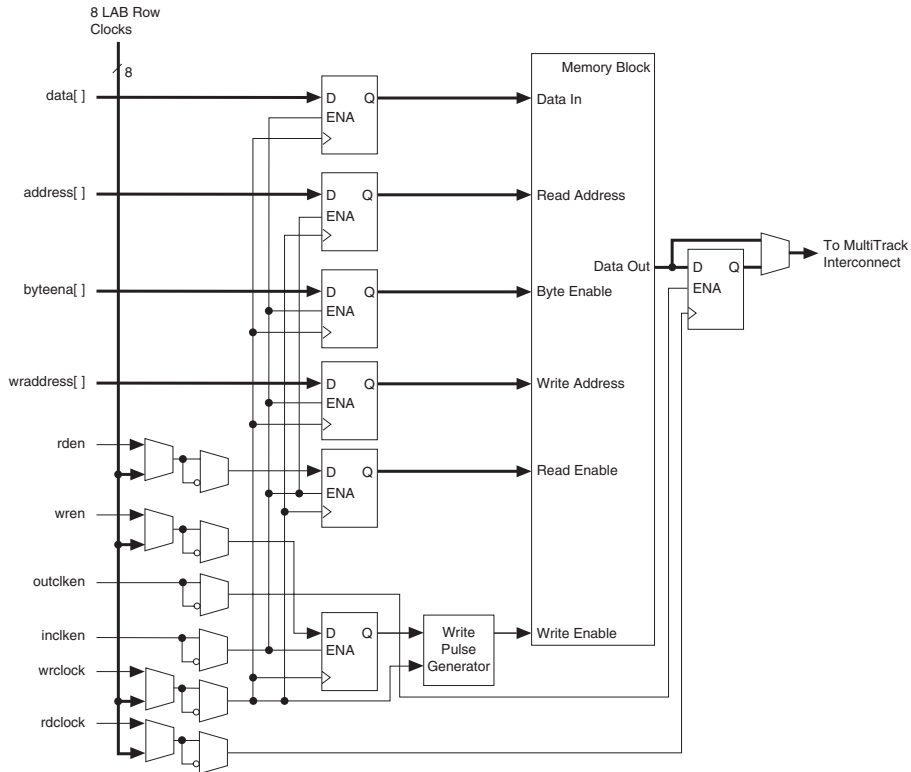 8 LAB Row
Clocks
8
data[ ]
D Q
ENA
Memory Block
Data In
address[ ]
D Q
ENA
Read Address
To MultiTrack
Interconnect
Data Out
D Q
ENA
byteena[ ]
D Q
ENA
Byte Enable
wraddress[ ]
D Q
ENA
Write Address
rden
D Q
ENA
Read Enable
wren
outclken
inclken
D Q
ENA
Write
Pulse
Generator
Write Enable
wrclock
rdclock